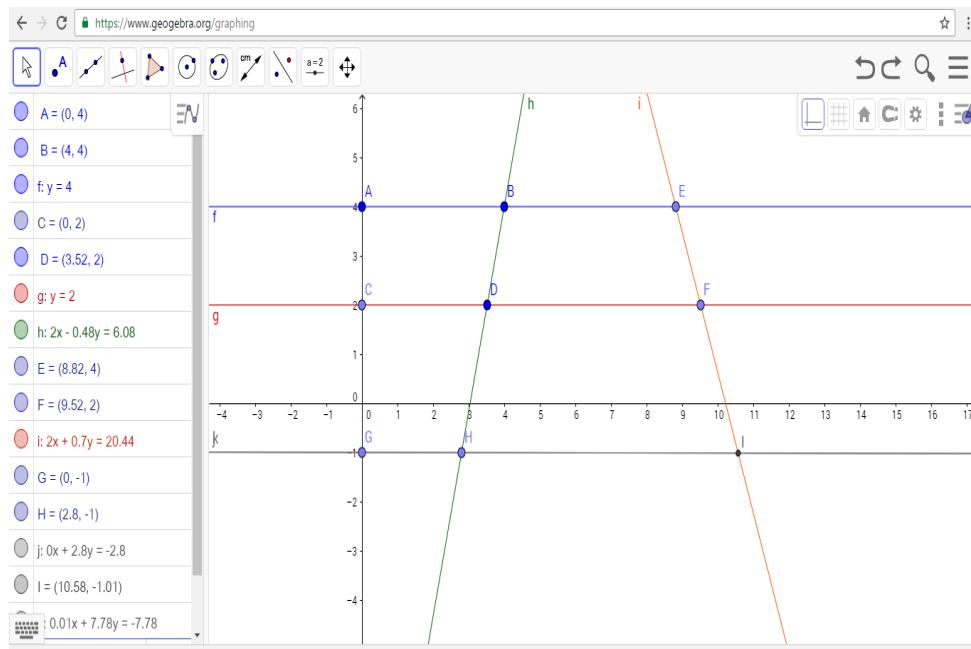 https://www.geogebra.org/graphing
A
cm
a=2
A = (0, 4)
B = (4, 4)
f: y = 4
C = (0, 2)
D = (3.52, 2)
g: y = 2
h: 2x - 0.48y = 6.08
E = (8.82, 4)
F = (9.52, 2)
i: 2x + 0.7y = 20.44
G = (0, -1)
H = (2.8, -1)
j: 0x + 2.8y = -2.8
I = (10.58, -1.01)
: 0.01x + 7.78y = -7.78
h
i
6
5
A
B
E
4
f
3
C
D
F
2
g
1
0
−4 −3 −2 −1 0 1 2 3 4 5 6 7 8 9 10 11 12 13 14 15 16 17
jk
G
H
I
−1
−2
−3
−4